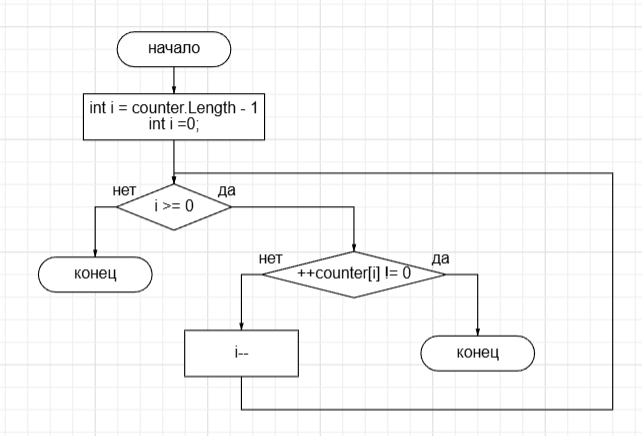 начало
int i = counter.Length - 1
int i =0;
нет
да
i >= 0
конец
нет
да
++counter[i] != 0
i--
конец